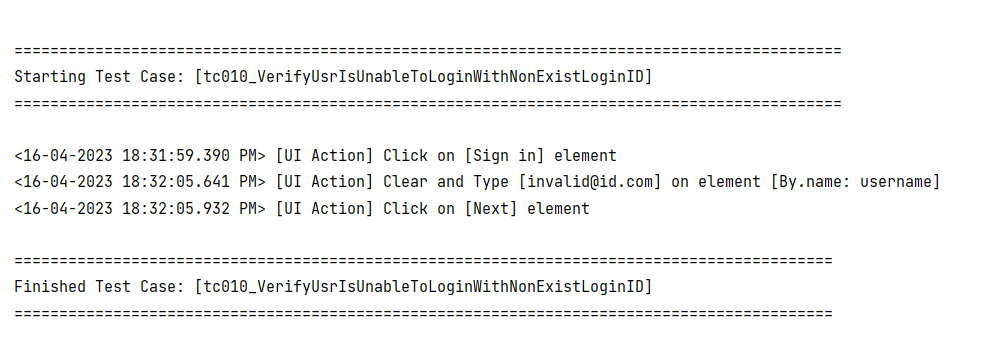 ============================================================================================
Starting Test Case: [tc010_VerifyUsrIsUnableToLoginWithNonExistLoginID]
============================================================================================
<16-04-2023 18:31:59.390 PM> [UI Action] Click on [Sign in] element
<16-04-2023 18:32:05.641 PM> [UI Action] Clear and Type [invalid@id.com] on element [By.name: username]
<16-04-2023 18:32:05.932 PM> [UI Action] Click on [Next] element
===========================================================================================
Finished Test Case: [tc010_VerifyUsrIsUnableToLoginWithNonExistLoginID]
===========================================================================================